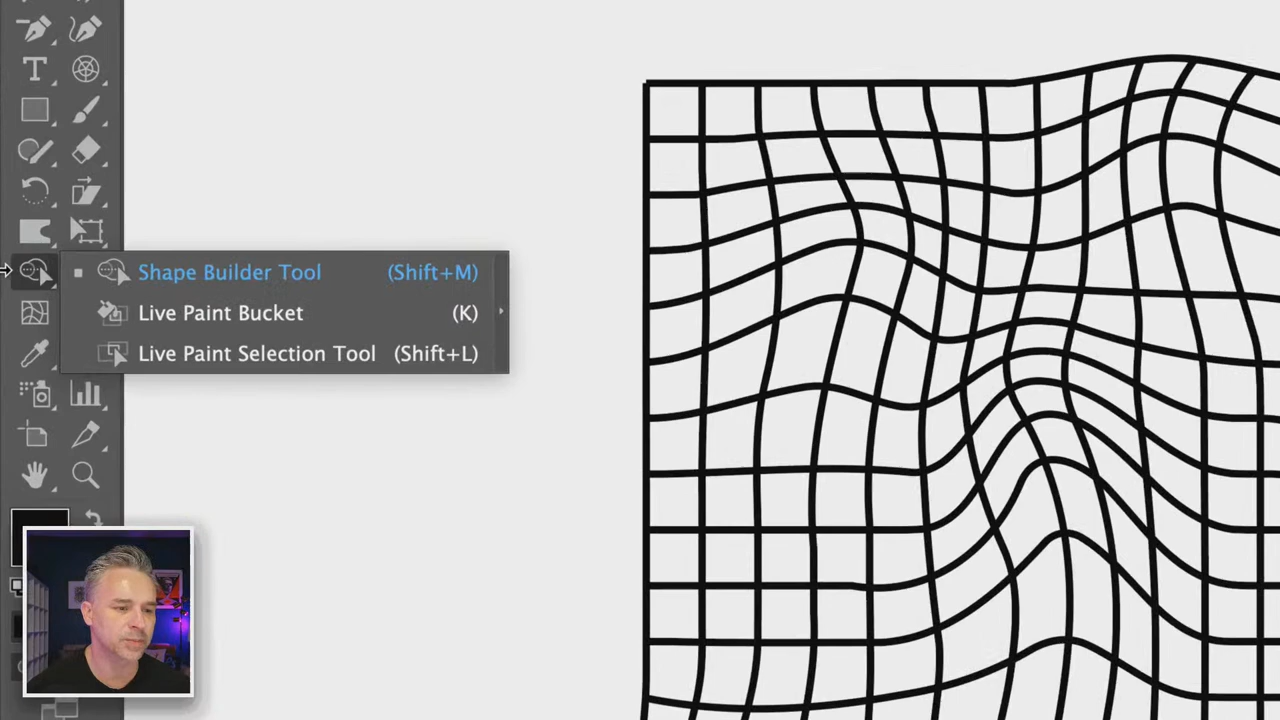 Shape Builder Tool (Shift+M)
Live Paint Bucket (K)
Live Paint Selection Tool (Shift+L)